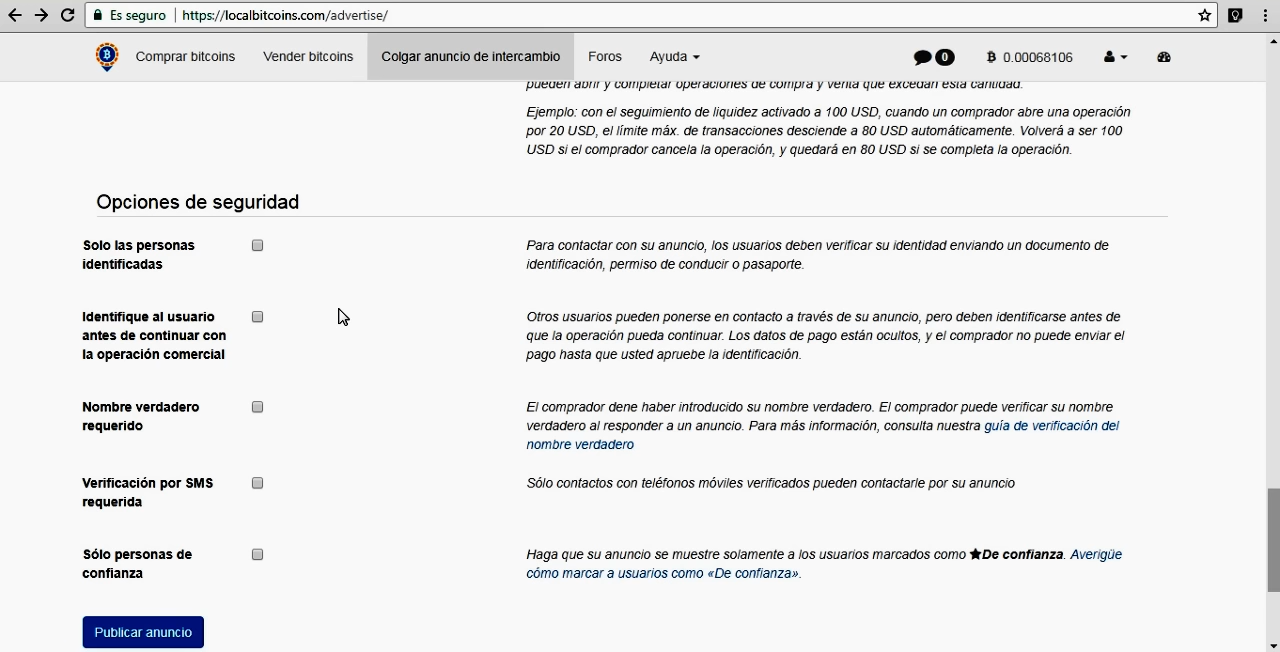 Es seguro
https://localbitcoins.com/advertise/
Comprar bitcoins
Vender bitcoins
Colgar anuncio de intercambio
Foros
Ayuda
0
0.00068106
pueden abrir y completar operaciones de compra y venta que excedan esta cantidad.
Ejemplo: con el seguimiento de liquidez activado a 100 USD, cuando un comprador abre una operación
por 20 USD, el límite máx. de transacciones desciende a 80 USD automáticamente. Volverá a ser 100
USD si el comprador cancela la operación, y quedará en 80 USD si se completa la operación.
Opciones de seguridad
Solo las personas
identificadas
Para contactar con su anuncio, los usuarios deben verificar su identidad enviando un documento de
identificación, permiso de conducir o pasaporte.
Identifique al usuario
antes de continuar con
la operación comercial
Otros usuarios pueden ponerse en contacto a través de su anuncio, pero deben identificarse antes de
que la operación pueda continuar. Los datos de pago están ocultos, y el comprador no puede enviar el
pago hasta que usted apruebe la identificación.
Nombre verdadero
requerido
El comprador dene haber introducido su nombre verdadero. El comprador puede verificar su nombre
verdadero al responder a un anuncio. Para más información, consulta nuestra guía de verificación del
nombre verdadero
Verificación por SMS
requerida
Sólo contactos con teléfonos móviles verificados pueden contactarle por su anuncio
Sólo personas de
confianza
Haga que su anuncio se muestre solamente a los usuarios marcados como ★De confianza. Averigüe
cómo marcar a usuarios como «De confianza».
Publicar anuncio